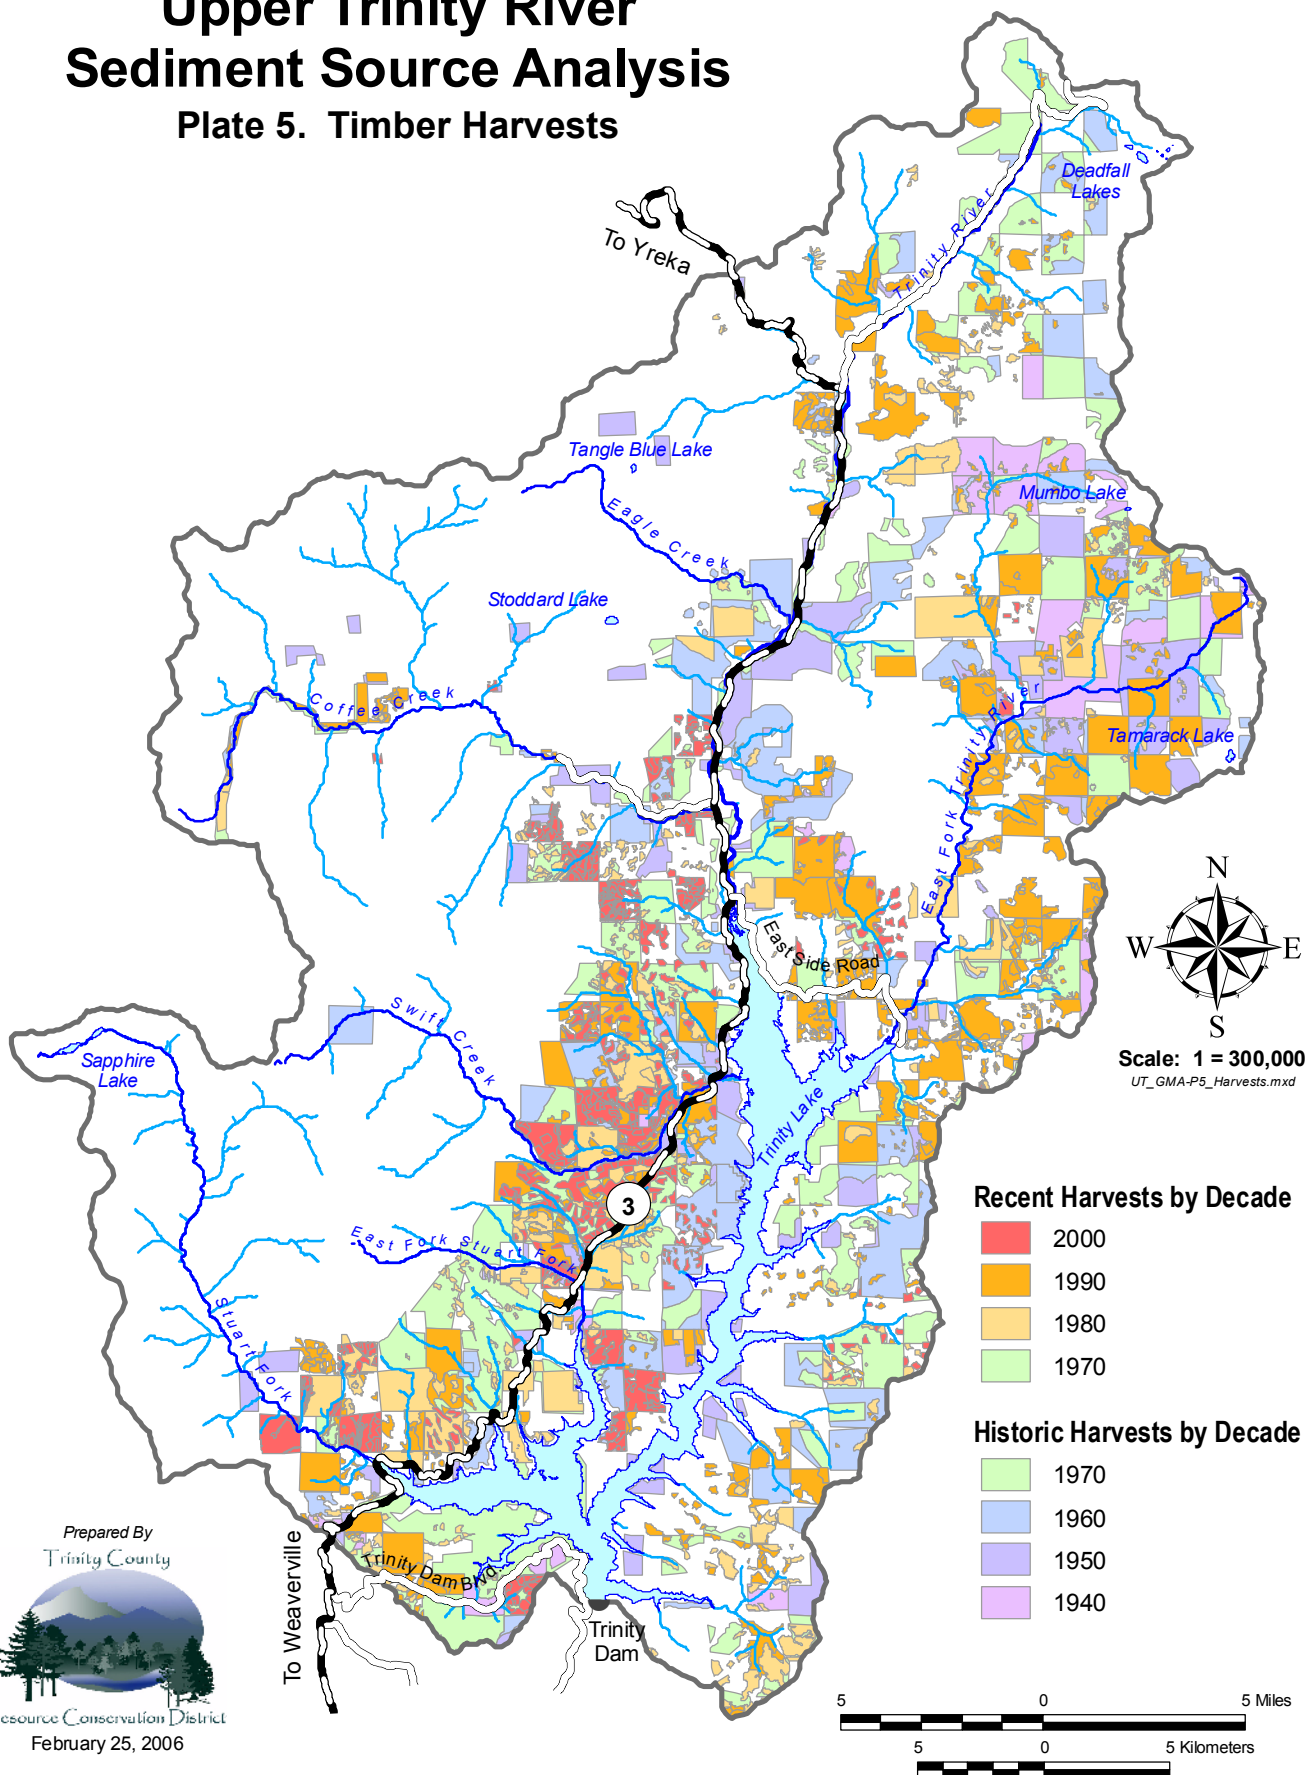 Upper Trinity River
Sediment Source Analysis
Plate 5. Timber Harvests
Deadfall
Lakes
Trinity River
To Yreka
Tangle Blue Lake
Mumbo Lake
Eagle Creek
Stoddard Lake
Coffee Creek
East Fork Trinity River
Tamarack Lake
N
W
E
S
East Side Road
Scale: 1 = 300,000
UT_GMA-P5_Harvests.mxd
Swift Creek
Sapphire
Lake
Trinity Lake
3
East Fork Stuart Fork
Stuart Fork
Recent Harvests by Decade
2000
1990
1980
1970
Historic Harvests by Decade
1970
1960
1950
1940
Trinity Dam Blvd.
To Weaverville
Trinity
Dam
Prepared By
Trinity County
esource Conservation District
February 25, 2006
5 0 5 Miles
5 0 5 Kilometers